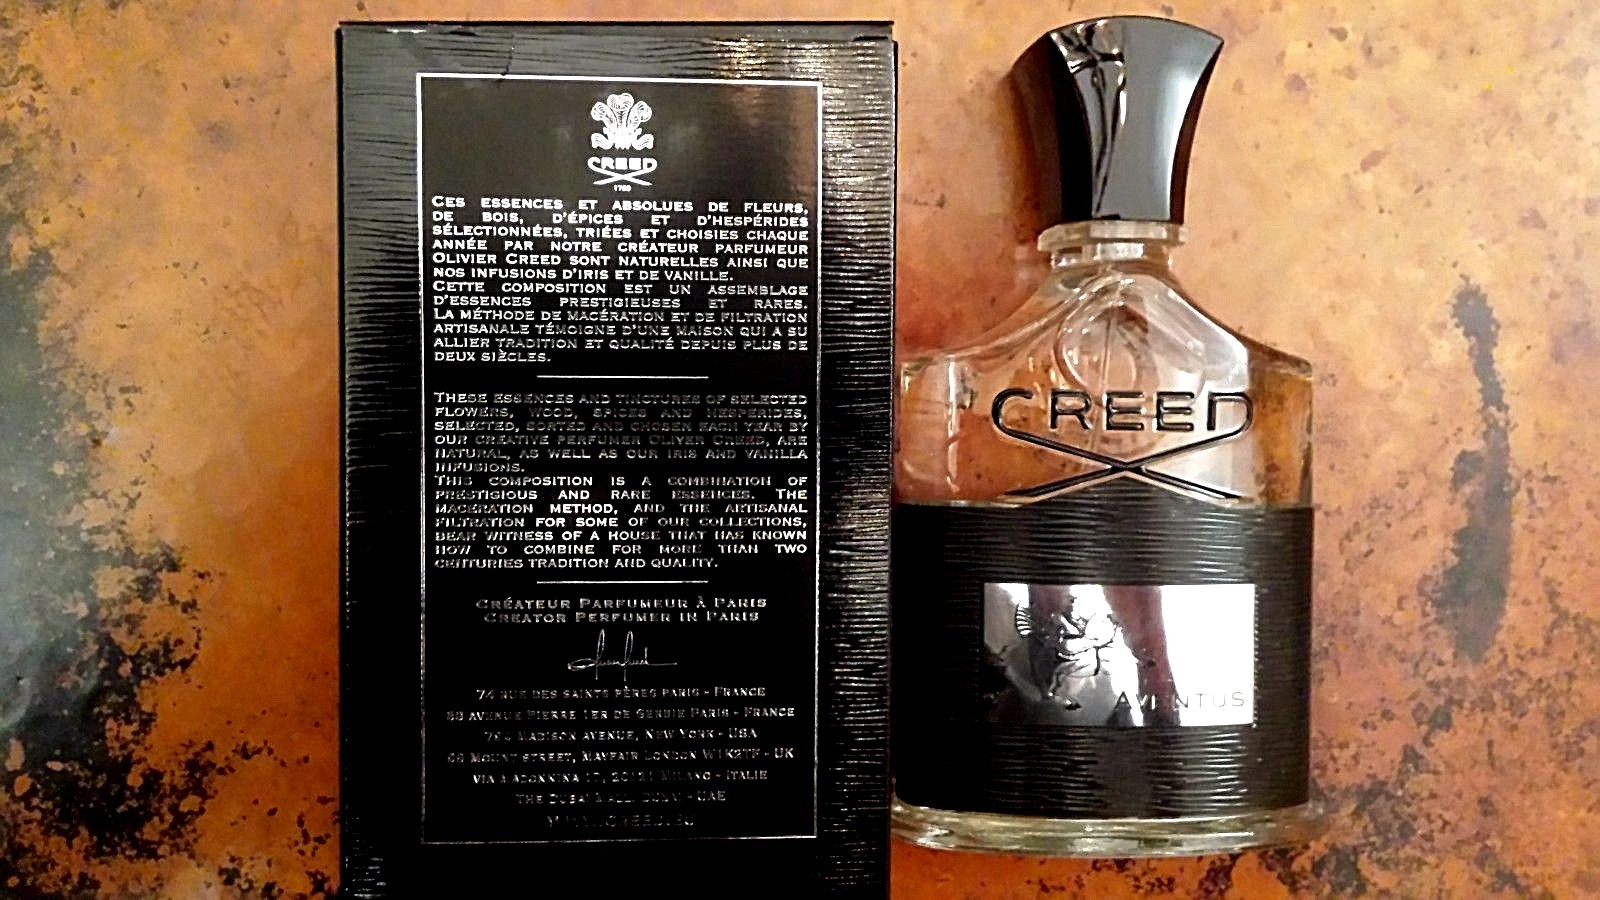 CREED
1760
CES ESSENCES ET ABSOLUES DE FLEURS,
DE BOIS, D'ÉPICES ET D'HESPÉRIDES
SÉLECTIONNÉES, TRIÉES ET CHOISIES CHAQUE
ANNÉE PAR NOTRE CRÉATEUR PARFUMEUR
OLIVIER CREED SONT NATURELLES AINSI QUE
NOS INFUSIONS D'IRIS ET DE VANILLE.
CETTE COMPOSITION EST UN ASSEMBLAGE
D'ESSENCES PRESTIGIEUSES ET RARES.
LA MÉTHODE DE MACÉRATION ET DE FILTRATION
ARTISANALE TÉMOIGNE D'UNE MAISON QUI A SU
ALLIER TRADITION ET QUALITÉ DEPUIS PLUS DE
DEUX SIÈCLES.
THESE ESSENCES AND TINCTURES OF SELECTED
FLOWERS, WOOD, SPICES AND HESPERIDES,
SELECTED, SORTED AND CHOSEN EACH YEAR BY
OUR CREATIVE PERFUMER OLIVER CREED, ARE
NATURAL, AS WELL AS OUR IRIS AND VANILLA
INFUSIONS.
THIS COMPOSITION IS A COMBINATION OF
PRESTIGIOUS AND RARE ESSENCES. THE
MACERATION METHOD, AND THE ARTISANAL
FILTRATION FOR SOME OF OUR COLLECTIONS,
BEAR WITNESS OF A HOUSE THAT HAS KNOWN
HOW TO COMBINE FOR MORE THAN TWO
CENTURIES TRADITION AND QUALITY.
CRÉATEUR PARFUMEUR À PARIS
CREATOR PERFUMER IN PARIS
74 RUE DES SAINTS PÈRES PARIS - FRANCE
AVENUE PIERRE 1ER DE SERBIE PARIS - FRANCE
MADISON AVENUE, NEW YORK - USA
MOUNT STREET, MAYFAIR LONDON W1K2TF - UK
VIA MILANO - ITALIE
THE DUBAI MALL DUBAI - UAE
CREED
AVENTUS